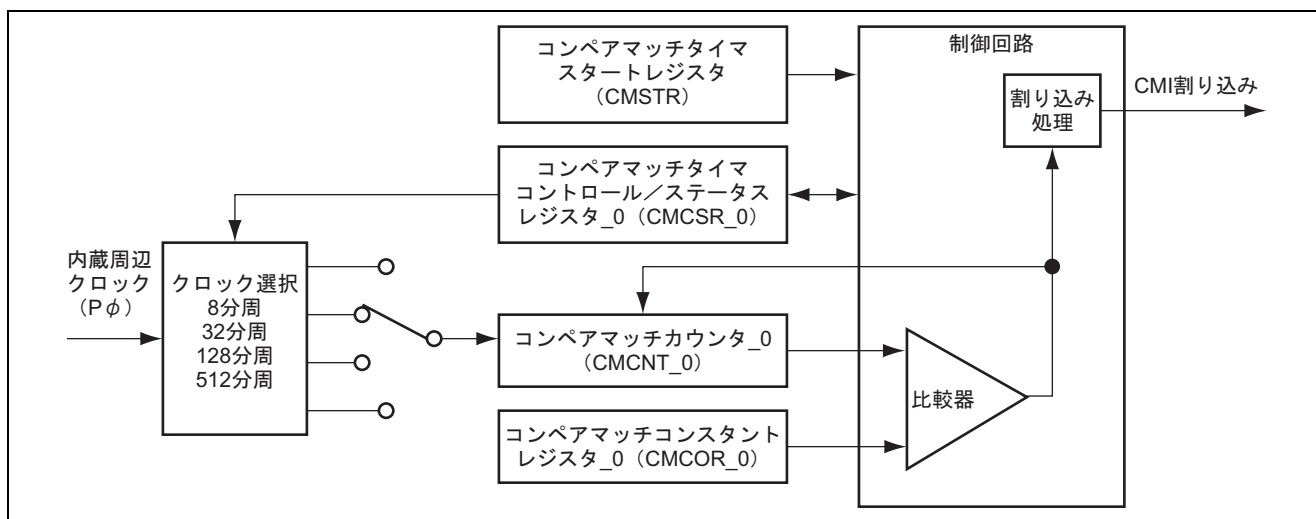 コンペアマッチタイマ
スタートレジスタ
（CMSTR）
制御回路
割り込み
処理
CMI割り込み
コンペアマッチタイマ
コントロール／ステータス
レジスタ_0（CMCSR_0）
内蔵周辺
クロック
（Pφ）
クロック選択
8分周
32分周
128分周
512分周
コンペアマッチカウンタ_0
（CMCNT_0）
比較器
コンペアマッチコンスタント
レジスタ_0（CMCOR_0）